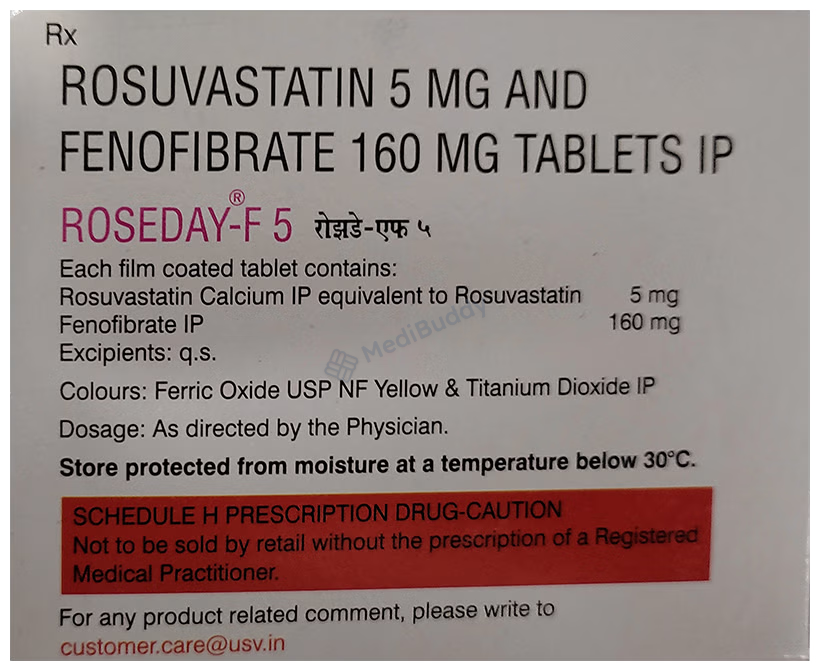 Rx
ROSUVASTATIN 5 MG AND
FENOFIBRATE 160 MG TABLETS IP
ROSEDAY®-F 5 रोझडे-एफ ५
Each film coated tablet contains:
Rosuvastatin Calcium IP equivalent to Rosuvastatin 5 mg
Fenofibrate IP 160 mg
Excipients: q.s.
MediBuddy
Colours: Ferric Oxide USP NF Yellow & Titanium Dioxide IP
Dosage: As directed by the Physician.
Store protected from moisture at a temperature below 30°C.
SCHEDULE H PRESCRIPTION DRUG-CAUTION
Not to be sold by retail without the prescription of a Registered
Medical Practitioner.
For any product related comment, please write to
customer.care@usv.in